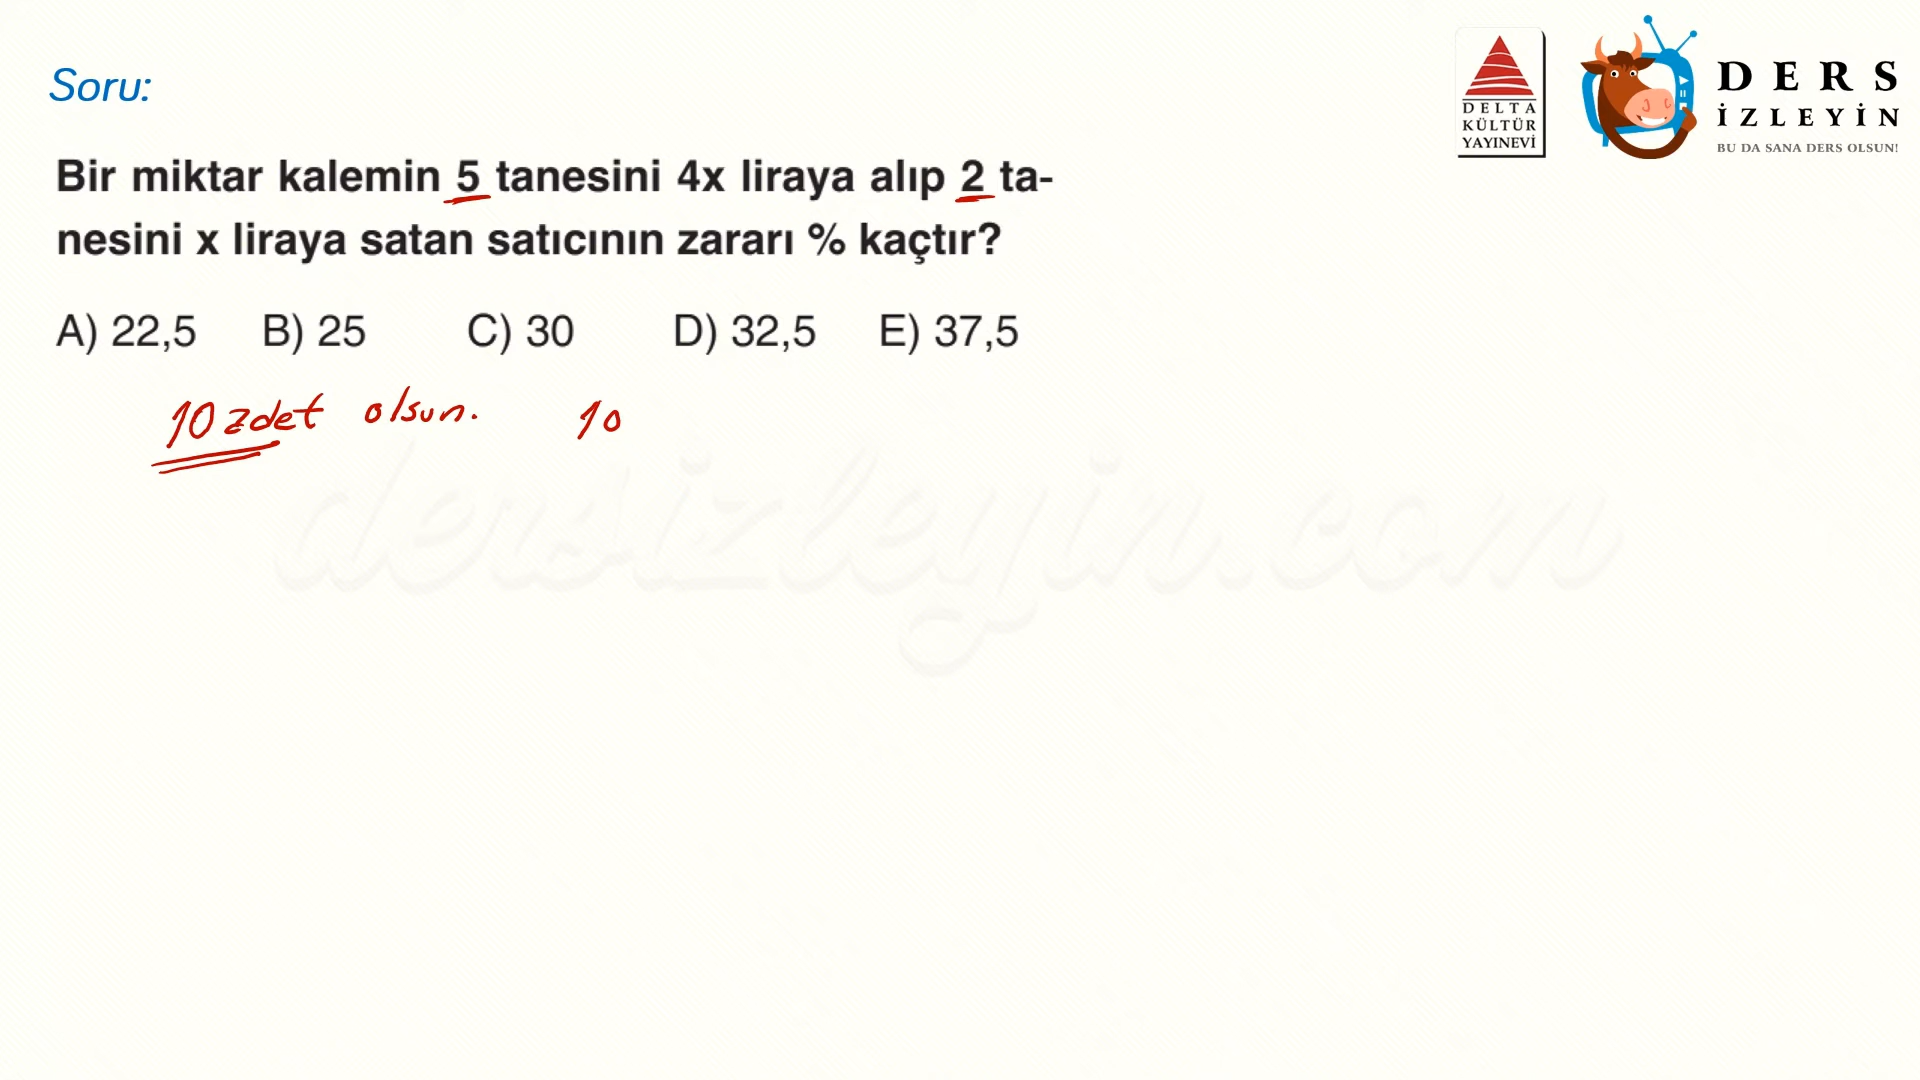 Soru:
DELTA
KÜLTÜR
YAYINEVİ
DERS
İZLEYİN
BU DA SANA DERS OLSUN!
Bir miktar kalemin 5 tanesini 4x liraya alıp 2 ta-
nesini x liraya satan satıcının zararı % kaçtır?
A) 22,5 B) 25 C) 30 D) 32,5 E) 37,5
10 adet olsun. 10
dersizleyin.com